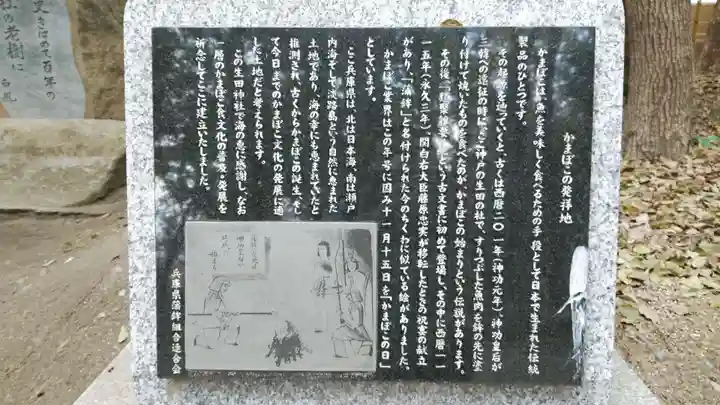 かまぼこの発祥地
かまぼことは、魚を美味しく食べるための手段として日本で生まれた伝統
製品のひとつです。
その起源を辿っていくと、古くは西暦二〇一年(神功元年)、神功皇后が
三韓への遠征の時に、ここ神戸の生田の社で、すりつぶした魚肉を鉾の先に塗
り付けて焼いたものを食べたのが、かまぼこの始まりという伝説があります。
その後、「類聚雑要抄」という古文書に初めて登場し、その中に西暦一一
一五年(永久三年)、関白右大臣藤原忠実が移転したときの祝宴の献立
があり、「蒲鉾」と名付けられた今のちくわに似ている絵がありました。
かまぼこ業界はこの年号に因み十一月十五日を「かまぼこの日」
としています。
ここ兵庫県は、北は日本海、南は瀬戸
内海そして淡路島という自然に恵まれた
土地であり、海の幸にも恵まれていたと
推測され、古くからかまぼこの誕生、そし
て今日までのかまぼこ文化の発展に適
した土地だと考えられます。
この生田神社で海の恵に感謝し、なお
一層のかまぼこ食文化の普及・発展を
祈念してここに建立いたしました。
兵庫県蒲鉾組合連合会
百年の
社の老樹に